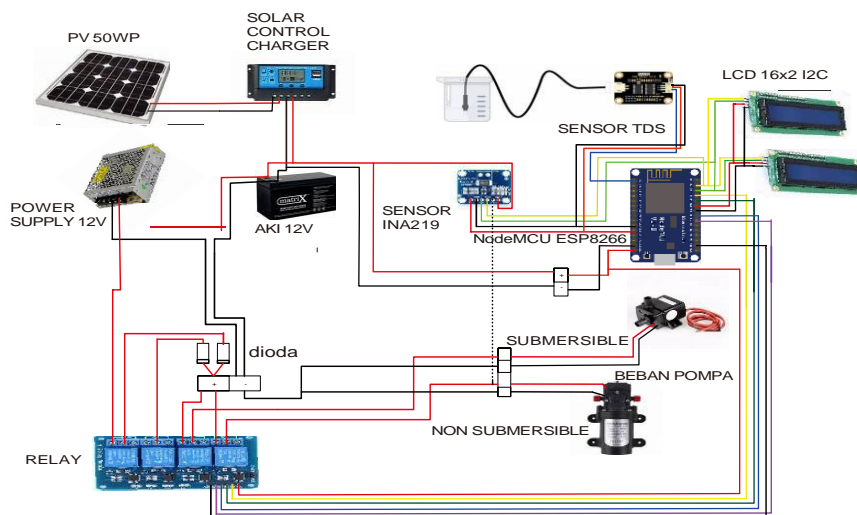 PV 50WP
SOLAR
CONTROL
CHARGER
LCD 16x2 I2C
SENSOR TDS
POWER
SUPPLY 12V
matrix
AKI 12V
SENSOR
INA219
NodeMCU ESP8266
+
-
SUBMERSIBLE
dioda
+ -
BEBAN POMPA
NON SUBMERSIBLE
RELAY